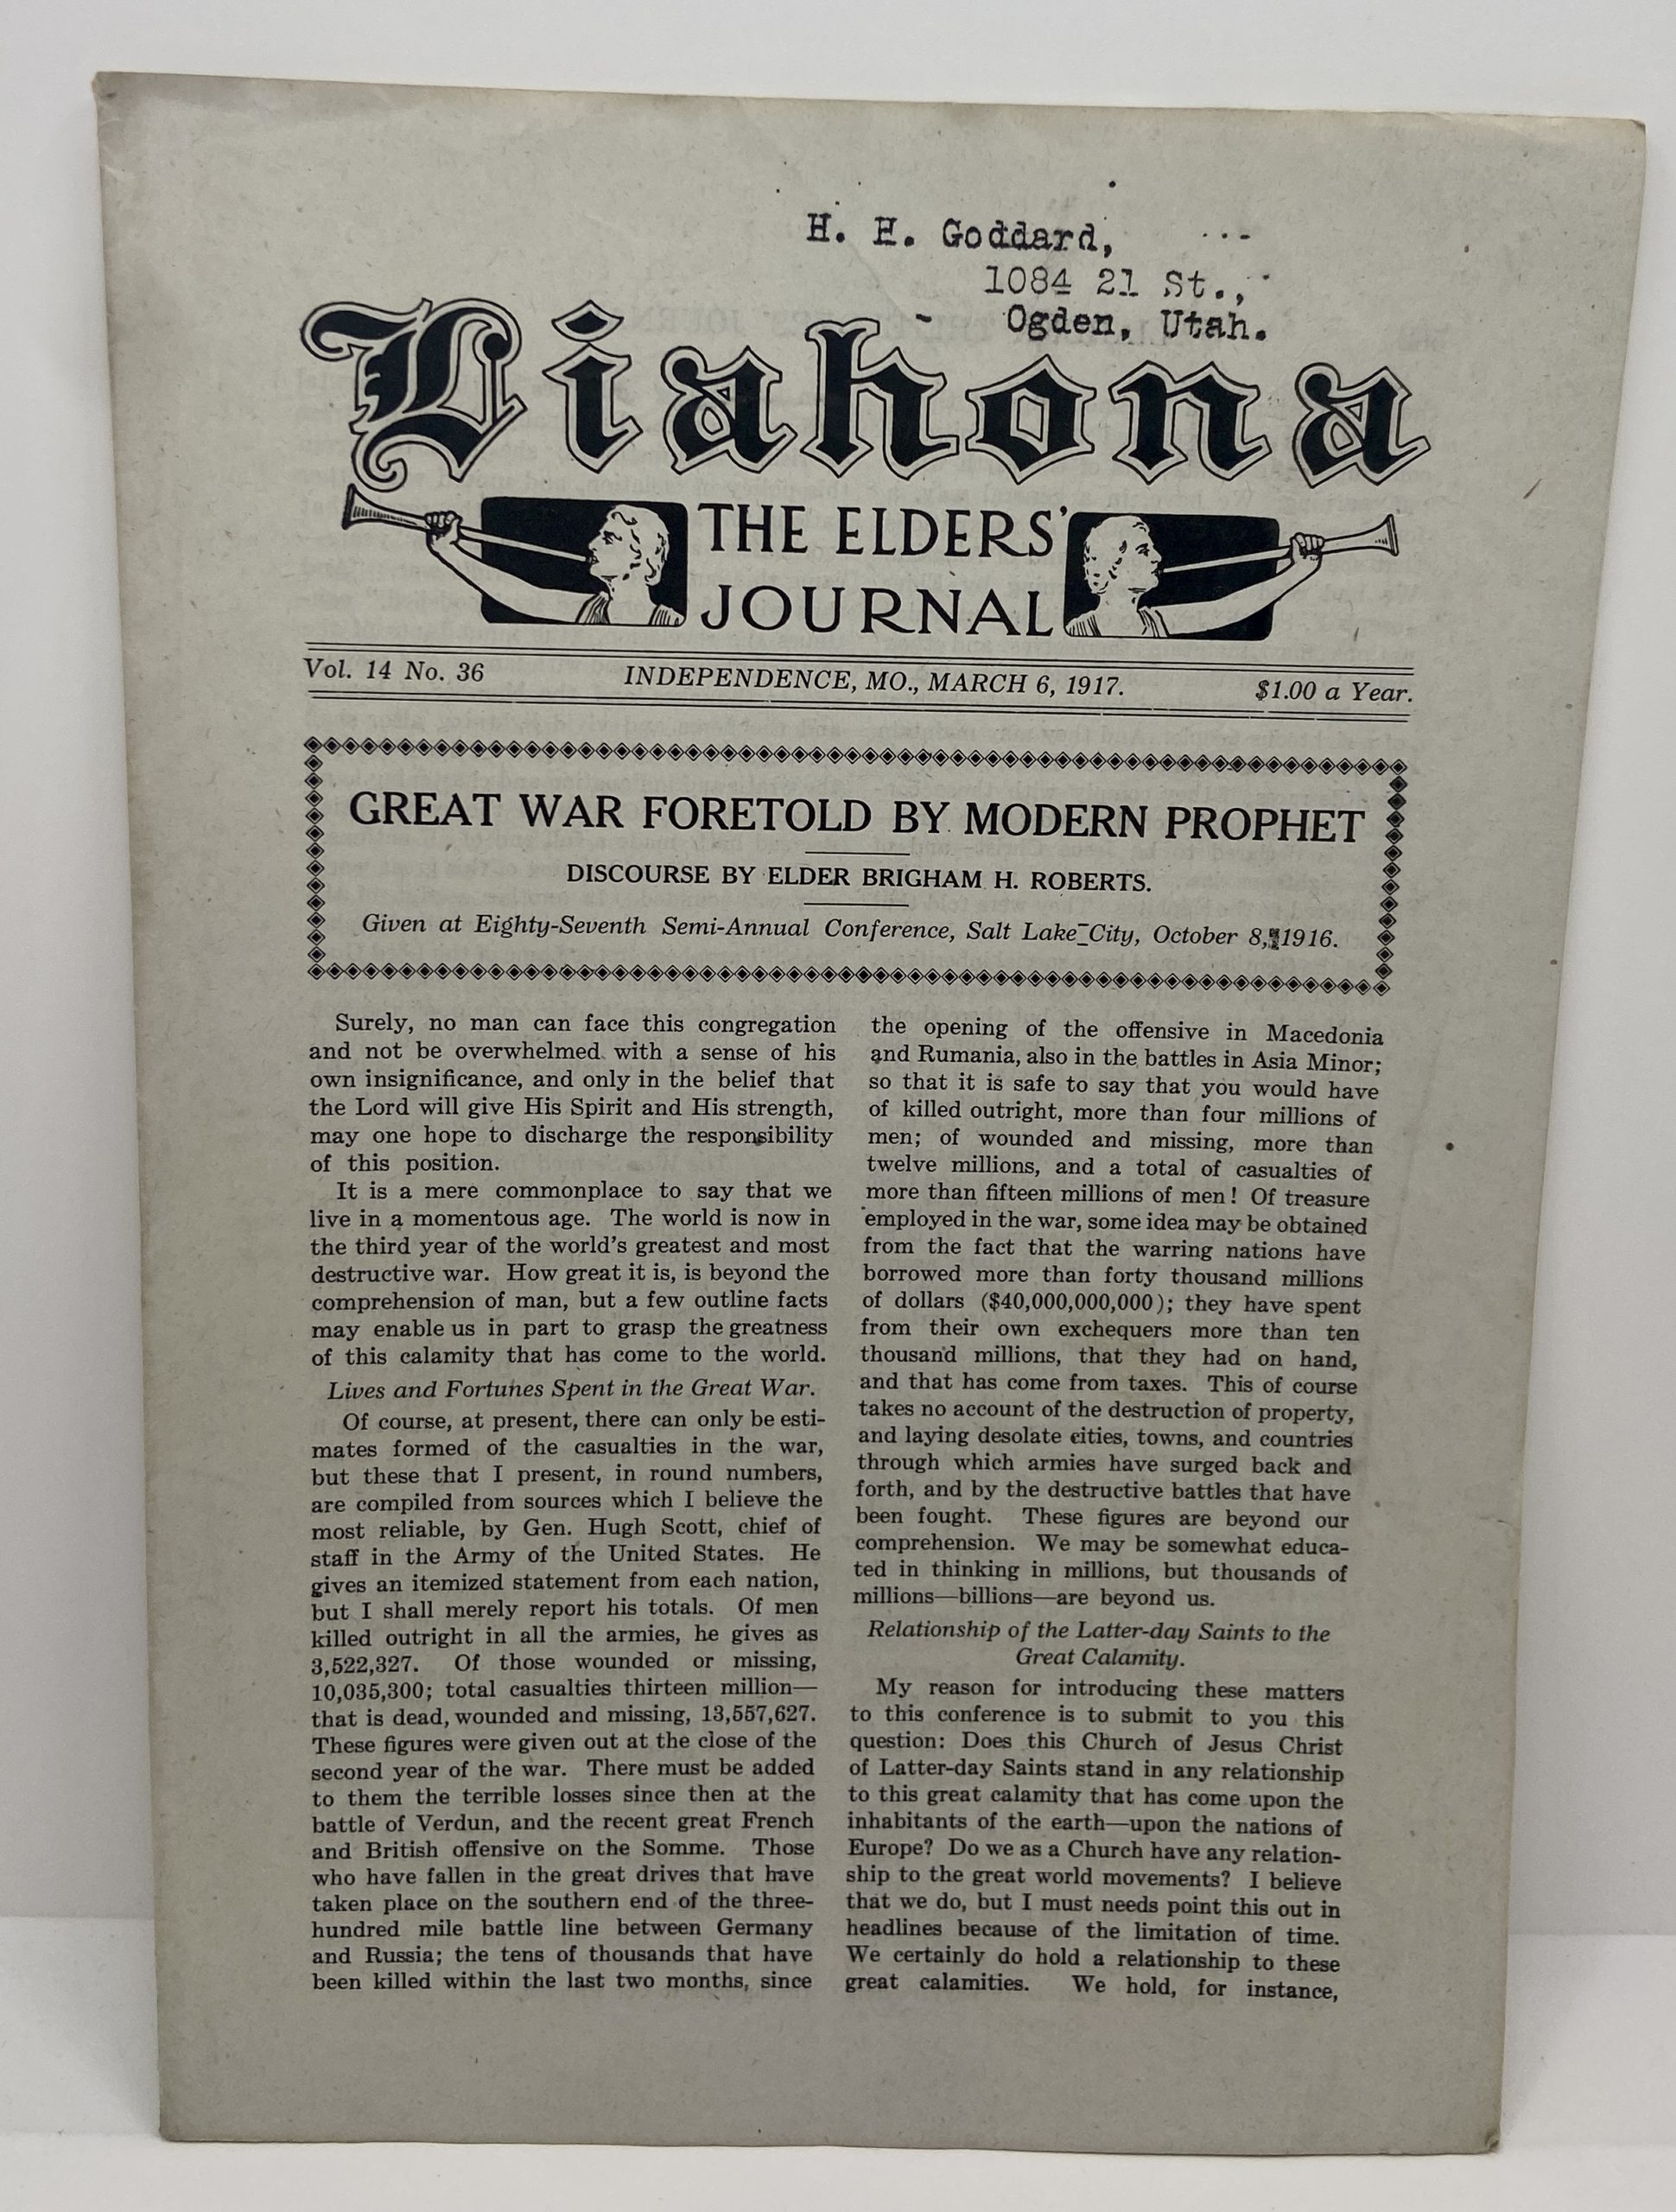 H. E. Goddard,
1084 21 St.,
Ogden, Utah.
Liahona
THE ELDERS'
JOURNAL
Vol. 14 No. 36 INDEPENDENCE, MO., MARCH 6, 1917. $1.00 a Year.
GREAT WAR FORETOLD BY MODERN PROPHET
DISCOURSE BY ELDER BRIGHAM H. ROBERTS.
Given at Eighty-Seventh Semi-Annual Conference, Salt Lake City, October 8, 1916.
Surely, no man can face this congregation
and not be overwhelmed with a sense of his
own insignificance, and only in the belief that
the Lord will give His Spirit and His strength,
may one hope to discharge the responsibility
of this position.
It is a mere commonplace to say that we
live in a momentous age. The world is now in
the third year of the world's greatest and most
destructive war. How great it is, is beyond the
comprehension of man, but a few outline facts
may enable us in part to grasp the greatness
of this calamity that has come to the world.
Lives and Fortunes Spent in the Great War.
Of course, at present, there can only be esti-
mates formed of the casualties in the war,
but these that I present, in round numbers,
are compiled from sources which I believe the
most reliable, by Gen. Hugh Scott, chief of
staff in the Army of the United States. He
gives an itemized statement from each nation,
but I shall merely report his totals. Of men
killed outright in all the armies, he gives as
3,522,327. Of those wounded or missing,
10,035,300; total casualties thirteen million—
that is dead, wounded and missing, 13,557,627.
These figures were given out at the close of the
second year of the war. There must be added
to them the terrible losses since then at the
battle of Verdun, and the recent great French
and British offensive on the Somme. Those
who have fallen in the great drives that have
taken place on the southern end of the three-
hundred mile battle line between Germany
and Russia; the tens of thousands that have
been killed within the last two months, since
the opening of the offensive in Macedonia
and Rumania, also in the battles in Asia Minor;
so that it is safe to say that you would have
of killed outright, more than four millions of
men; of wounded and missing, more than
twelve millions, and a total of casualties of
more than fifteen millions of men! Of treasure
employed in the war, some idea may be obtained
from the fact that the warring nations have
borrowed more than forty thousand millions
of dollars ($40,000,000,000); they have spent
from their own exchequers more than ten
thousand millions, that they had on hand,
and that has come from taxes. This of course
takes no account of the destruction of property,
and laying desolate cities, towns, and countries
through which armies have surged back and
forth, and by the destructive battles that have
been fought. These figures are beyond our
comprehension. We may be somewhat educa-
ted in thinking in millions, but thousands of
millions—billions—are beyond us.
Relationship of the Latter-day Saints to the
Great Calamity.
My reason for introducing these matters
to this conference is to submit to you this
question: Does this Church of Jesus Christ
of Latter-day Saints stand in any relationship
to this great calamity that has come upon the
inhabitants of the earth—upon the nations of
Europe? Do we as a Church have any relation-
ship to the great world movements? I believe
that we do, but I must needs point this out in
headlines because of the limitation of time.
We certainly do hold a relationship to these
great calamities. We hold, for instance,